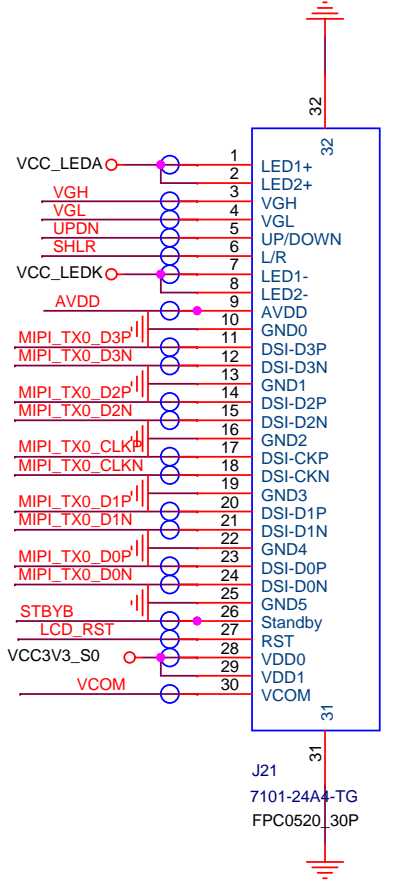 32
32
VCC_LEDA 1 LED1+
2 LED2+
VGH 3 VGH
VGL 4 VGL
UPDN 5 UP/DOWN
SHLR 6 L/R
VCC_LEDK 7 LED1-
8 LED2-
AVDD 9 AVDD
10 GND0
MIPI_TX0_D3P 11 DSI-D3P
MIPI_TX0_D3N 12 DSI-D3N
13 GND1
MIPI_TX0_D2P 14 DSI-D2P
MIPI_TX0_D2N 15 DSI-D2N
16 GND2
MIPI_TX0_CLKP 17 DSI-CKP
MIPI_TX0_CLKN 18 DSI-CKN
19 GND3
MIPI_TX0_D1P 20 DSI-D1P
MIPI_TX0_D1N 21 DSI-D1N
22 GND4
MIPI_TX0_D0P 23 DSI-D0P
MIPI_TX0_D0N 24 DSI-D0N
25 GND5
STBYB 26 Standby
LCD_RST 27 RST
VCC3V3_S0 28 VDD0
29 VDD1
VCOM 30 VCOM
31
31
J21
7101-24A4-TG
FPC0520_30P